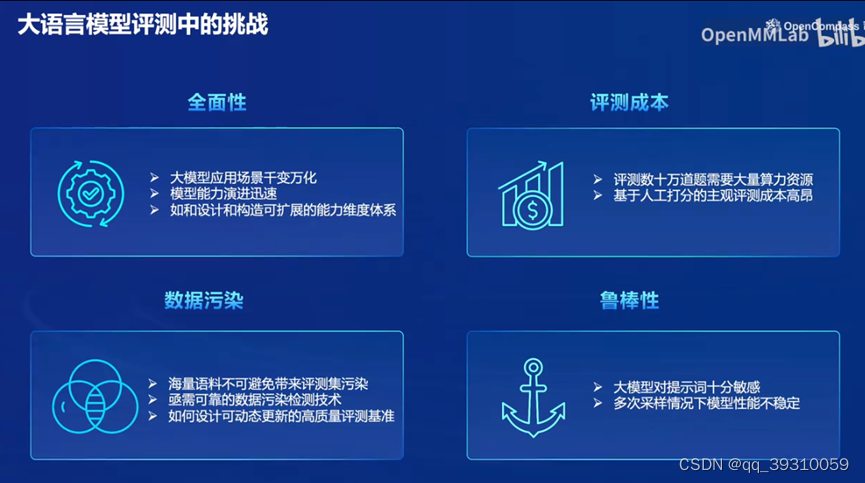 大语言模型评测中的挑战
OpenCompass
OpenMMLab bilib
全面性
大模型应用场景千变万化
模型能力演进迅速
如和设计和构造可扩展的能力维度体系
评测成本
评测数十万道题需要大量算力资源
基于人工打分的主观评测成本高昂
数据污染
海量语料不可避免带来评测集污染
亟需可靠的数据污染检测技术
如何设计可动态更新的高质量评测基准
鲁棒性
大模型对提示词十分敏感
多次采样情况下模型性能不稳定
CSDN @qq_39310059